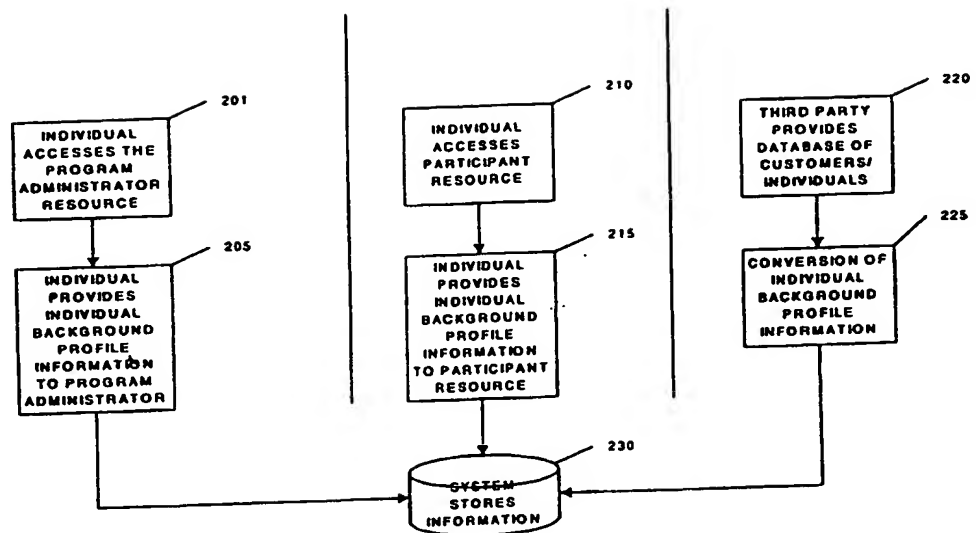 201
INDIVIDUAL
ACCESSES THE
PROGRAM
ADMINISTRATOR
RESOURCE
205
INDIVIDUAL
PROVIDES
INDIVIDUAL
BACKGROUND
PROFILE
INFORMATION
TO PROGRAM
ADMINISTRATOR
210
INDIVIDUAL
ACCESSES
PARTICIPANT
RESOURCE
215
INDIVIDUAL
PROVIDES
INDIVIDUAL
BACKGROUND
PROFILE
INFORMATION
TO PARTICIPANT
RESOURCE
220
THIRD PARTY
PROVIDES
DATABASE OF
CUSTOMERS/
INDIVIDUALS
225
CONVERSION OF
INDIVIDUAL
BACKGROUND
PROFILE
INFORMATION
230
SYSTEM
STORES
INFORMATION